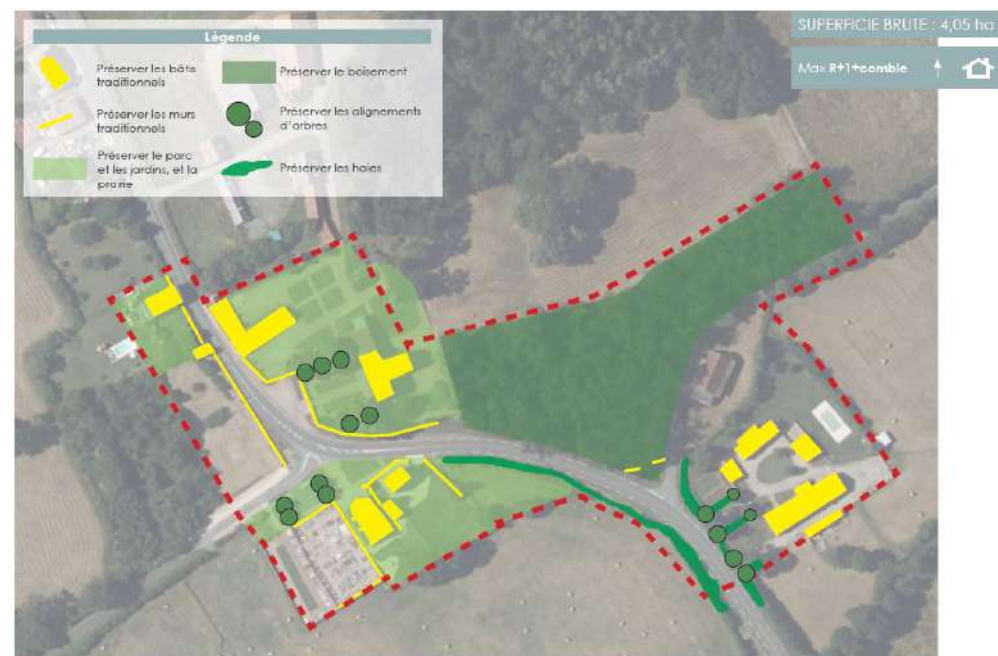 SUPERFICIE BRUTE : 4,05 ha
Max R+1+comble
Légende
Préserver les bâtis
traditionnels
Préserver les murs
traditionnels
Préserver le parc
et les jardins, et la
prairie
Préserver le boisement
Préserver les alignements
d'arbres
Préserver les haies